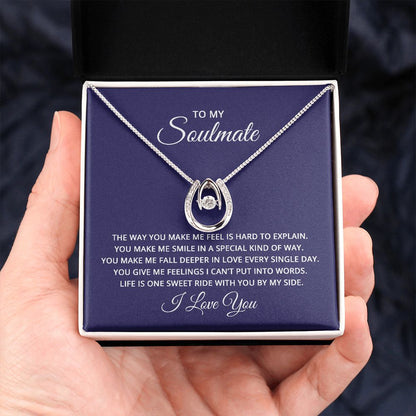 TO MY
Soulmate
THE WAY YOU MAKE ME FEEL IS HARD TO EXPLAIN.
YOU MAKE ME SMILE IN A SPECIAL KIND OF WAY.
YOU MAKE ME FALL DEEPER IN LOVE EVERY SINGLE DAY.
YOU GIVE ME FEELINGS I CAN'T PUT INTO WORDS.
LIFE IS ONE SWEET RIDE WITH YOU BY MY SIDE.
I Love You